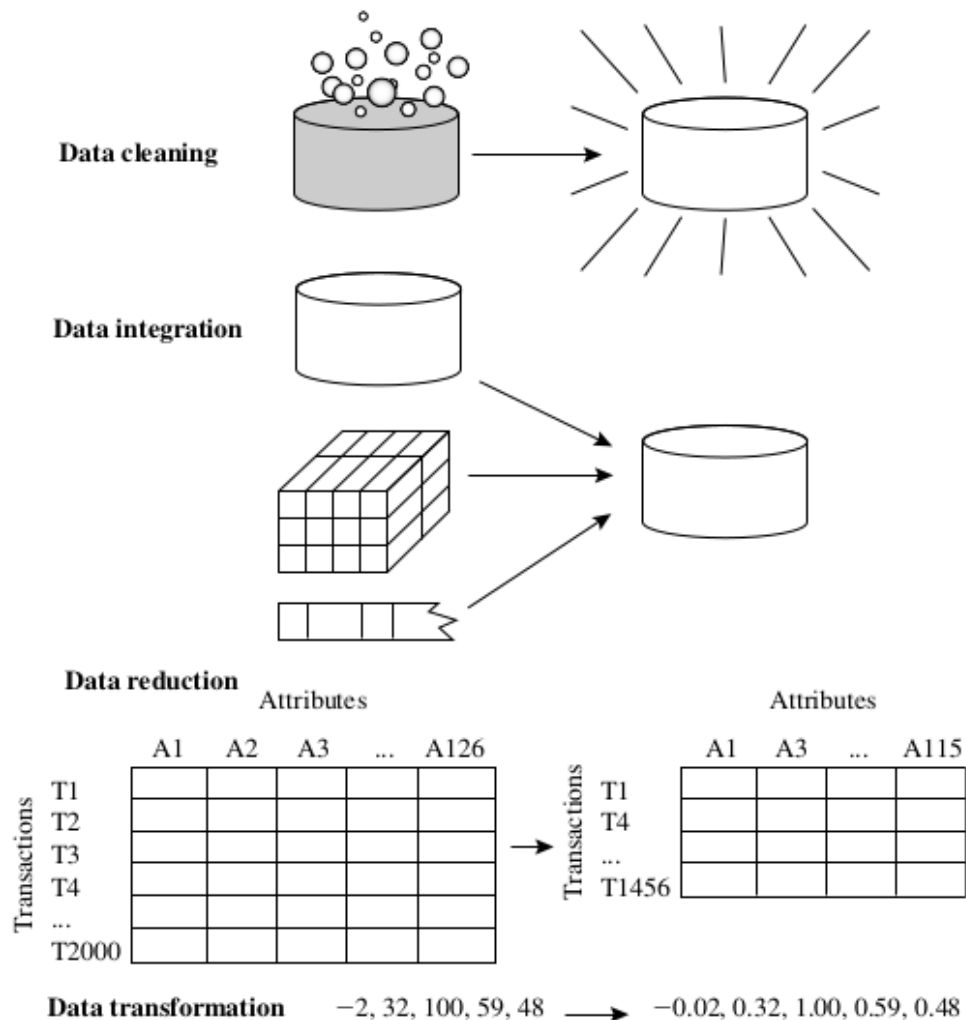 Data cleaning
Data integration
Data reduction
Attributes
A1 A2 A3 ... A126
Transactions
T1
T2
T3
T4
...
T2000
Attributes
A1 A3 ... A115
Transactions
T1
T4
...
T1456
Data transformation −2, 32, 100, 59, 48 −0.02, 0.32, 1.00, 0.59, 0.48